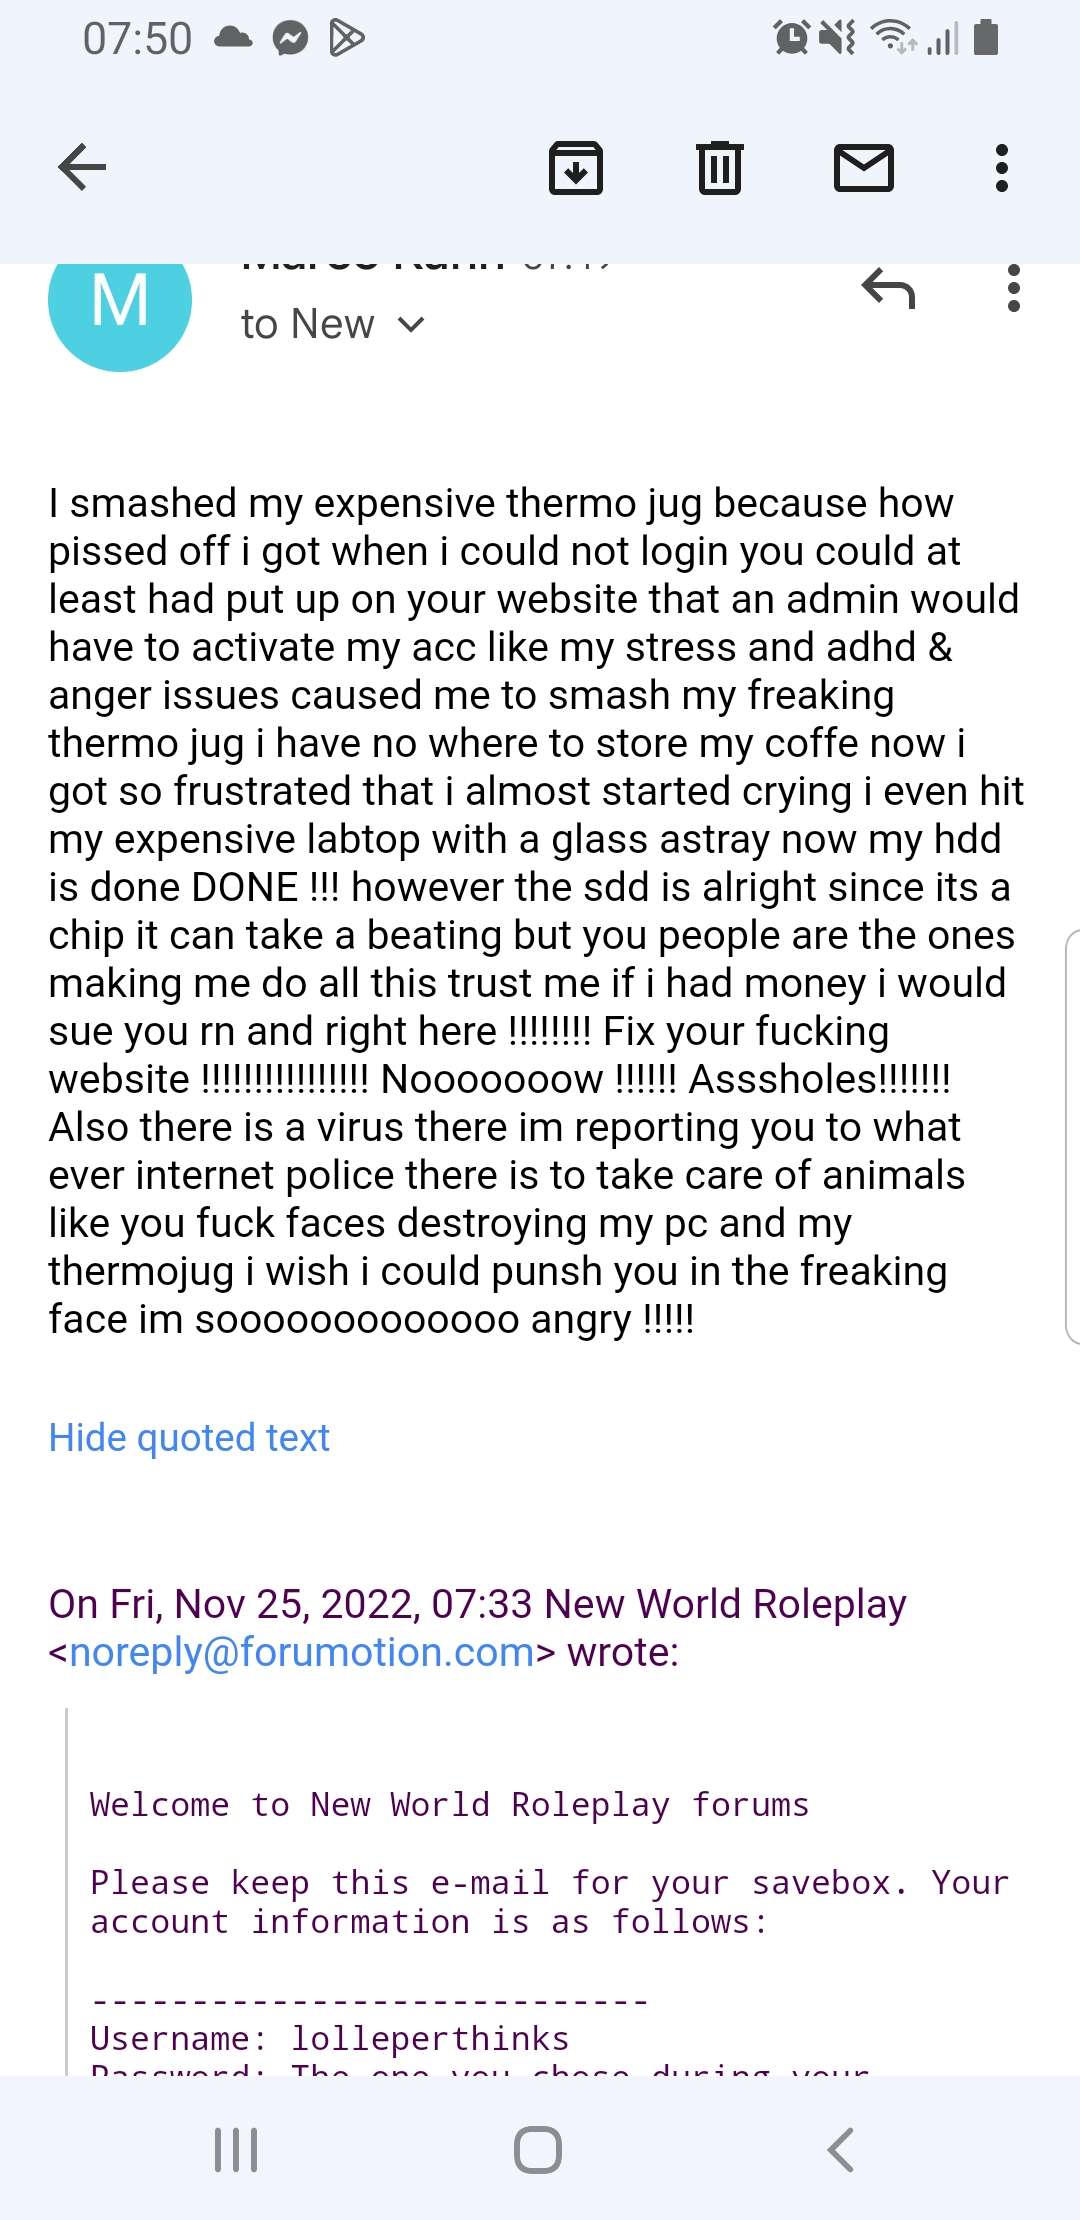 07:50
M
to New
I smashed my expensive thermo jug because how
pissed off i got when i could not login you could at
least had put up on your website that an admin would
have to activate my acc like my stress and adhd &
anger issues caused me to smash my freaking
thermo jug i have no where to store my coffe now i
got so frustrated that i almost started crying i even hit
my expensive labtop with a glass astray now my hdd
is done DONE !!! however the sdd is alright since its a
chip it can take a beating but you people are the ones
making me do all this trust me if i had money i would
sue you rn and right here !!!!!!!! Fix your fucking
website !!!!!!!!!!!!!!!! Nooooooow !!!!!! Asssholes!!!!!!!
Also there is a virus there im reporting you to what
ever internet police there is to take care of animals
like you fuck faces destroying my pc and my
thermojug i wish i could punsh you in the freaking
face im sooooooooooooo angry !!!!!
Hide quoted text
On Fri, Nov 25, 2022, 07:33 New World Roleplay
<noreply@forumotion.com> wrote:
Welcome to New World Roleplay forums
Please keep this e-mail for your savebox. Your
account information is as follows:
----------------------------
Username: lolleperthinks
Password: The one you chose during your